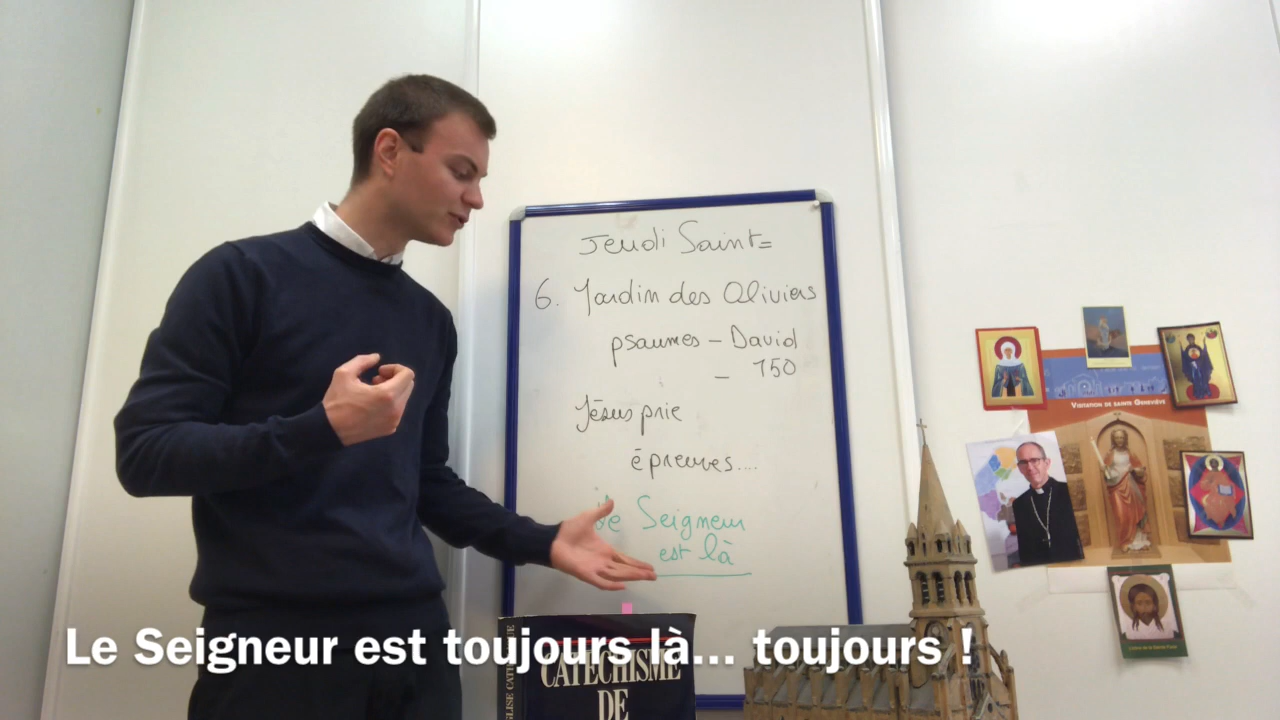 Jeudi Saint=
6. Jardin des Oliviers
psaumes – David
– 150
Jésus prie
épreuves....
le Seigneur
est là
VISITATION DE SAINTE GENEVIÈVE
CATÉCHISME
DE
Le Seigneur est toujours là... toujours !